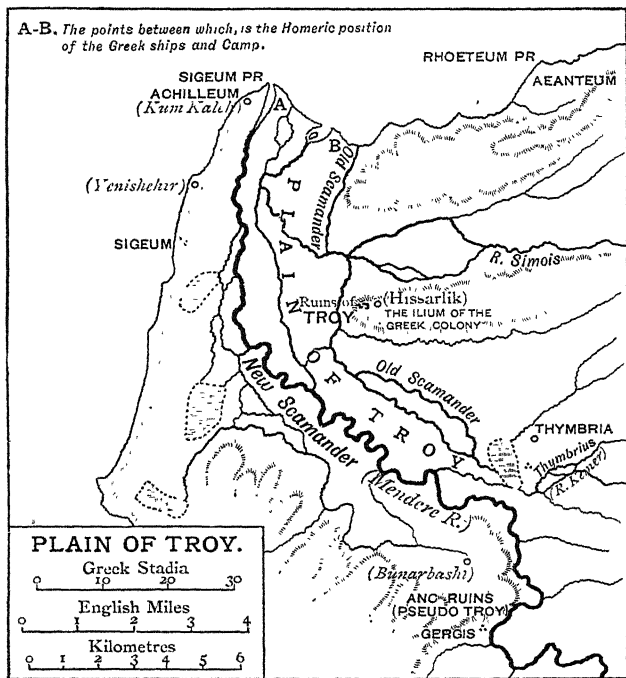 A-B. The points between which, is the Homeric position
of the Greek ships and Camp.
RHOETEUM PR
SIGEUM PR
AEANTEUM
ACHILLEUM
(Kum Kaleh)
A
B
Old Scamander
(Yenishehir)
SIGEUM
PLAIN
R. Simois
Ruins of
TROY
(Hissarlik)
THE ILIUM OF THE
GREEK COLONY
OF TROY
Old Scamander
New Scamander
(Mendere R.)
THYMBRIA
Thymbrius
(R. Kemer)
(Bunarbashi)
ANC. RUINS
(PSEUDO TROY)
GERGIS
PLAIN OF TROY.
Greek Stadia
0 10 20 30
English Miles
0 1 2 3 4
Kilometres
0 1 2 3 4 5 6